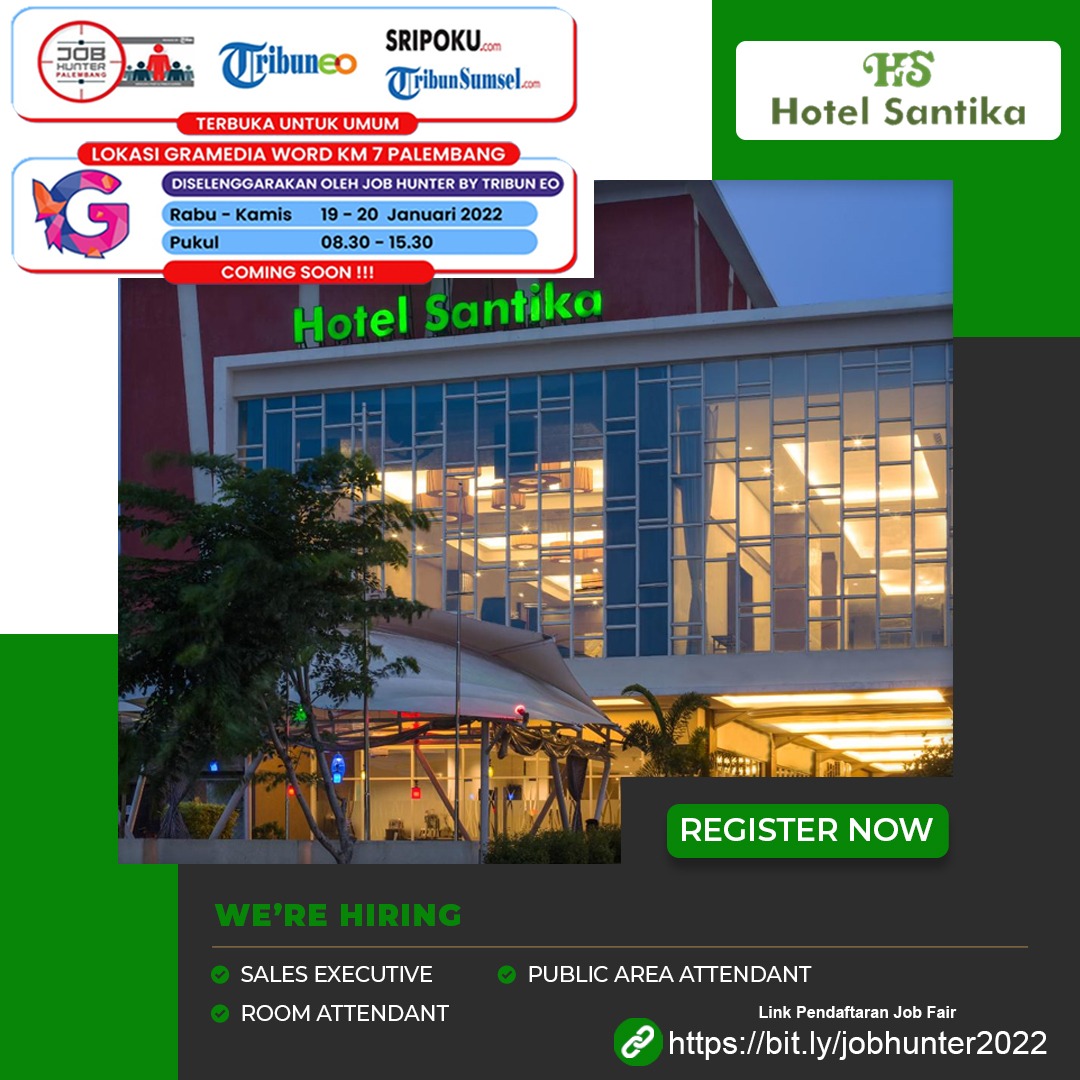 JOB
HUNTER
PALEMBANG
Tribuneo
SRIPOKU.com
TribunSumsel.com
TERBUKA UNTUK UMUM
LOKASI GRAMEDIA WORD KM 7 PALEMBANG
G
DISELENGGARAKAN OLEH JOB HUNTER BY TRIBUN EO
Rabu - Kamis 19 - 20 Januari 2022
Pukul 08.30 - 15.30
COMING SOON !!!
HS
Hotel Santika
Hotel Santika
REGISTER NOW
WE'RE HIRING
SALES EXECUTIVE
PUBLIC AREA ATTENDANT
ROOM ATTENDANT
Link Pendaftaran Job Fair
https://bit.ly/jobhunter2022